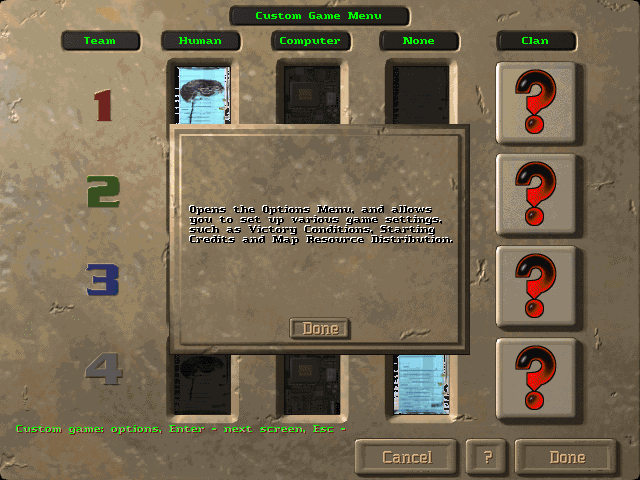 Custom Game Menu
Team Human Computer None Clan
1
2
3
4
Opens the Options Menu, and allows
you to set up various game settings,
such as Victory Conditions, Starting
Credits and Map Resource Distribution.
Done
Custom game: options, Enter - next screen, Esc -
Cancel ? Done